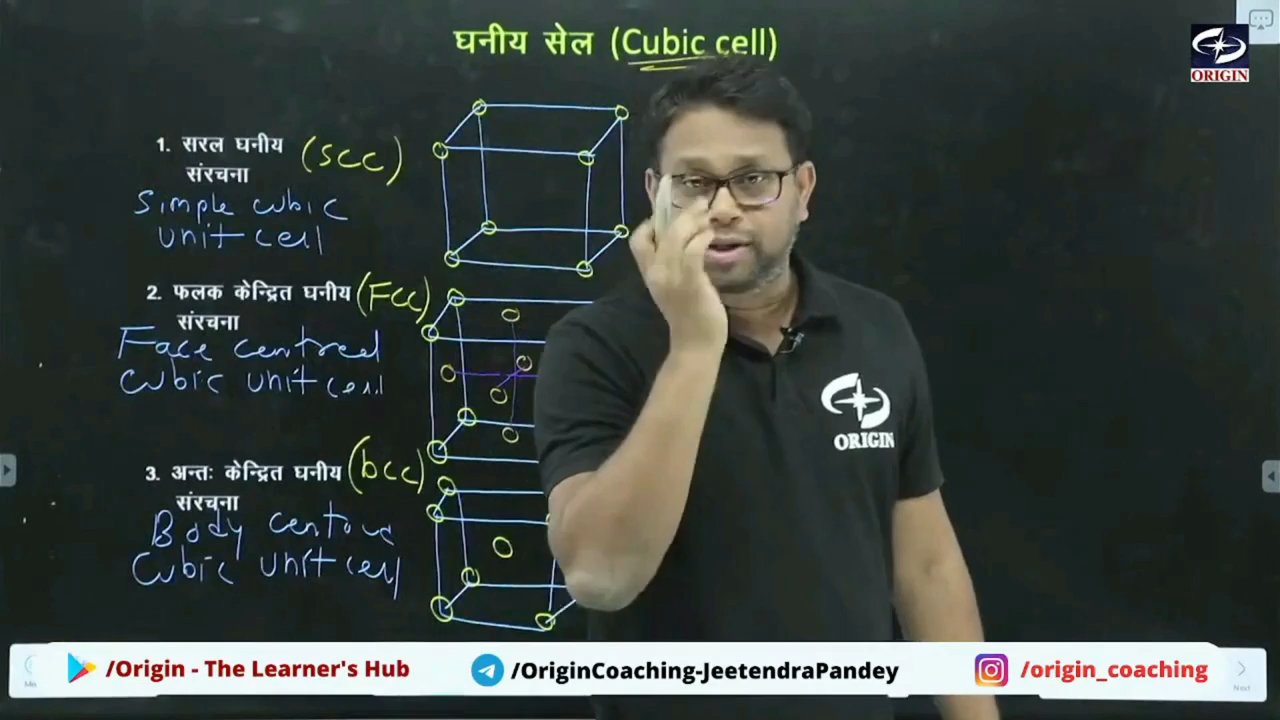 घनीय सेल (Cubic cell)
ORIGIN
1. सरल घनीय (scc)
संरचना
Simple cubic
unit cell
2. फलक केन्द्रित घनीय (Fcc)
संरचना
Face centred
Cubic unit cell
3. अन्तः केन्द्रित घनीय (bcc)
संरचना
Body
Cubic unit cell
ORIGIN
/Origin - The Learner's Hub
/OriginCoaching-JeetendraPandey
/origin_coaching
Next